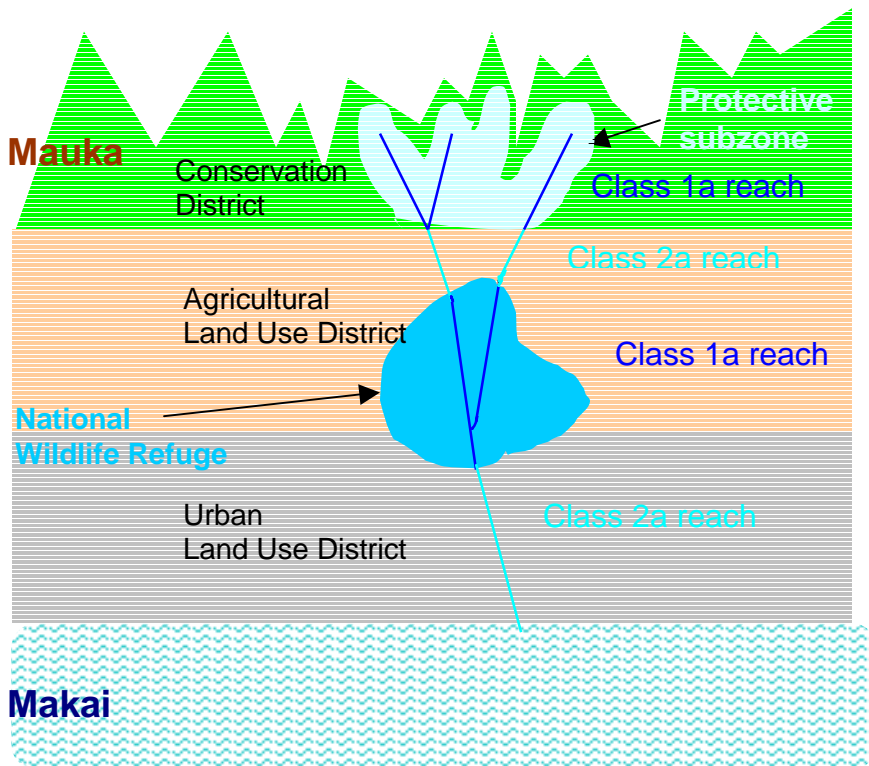 Protective
subzone
Mauka
Conservation
District
Class 1a reach
Class 2a reach
Agricultural
Land Use District
Class 1a reach
National
Wildlife Refuge
Urban
Land Use District
Class 2a reach
Makai